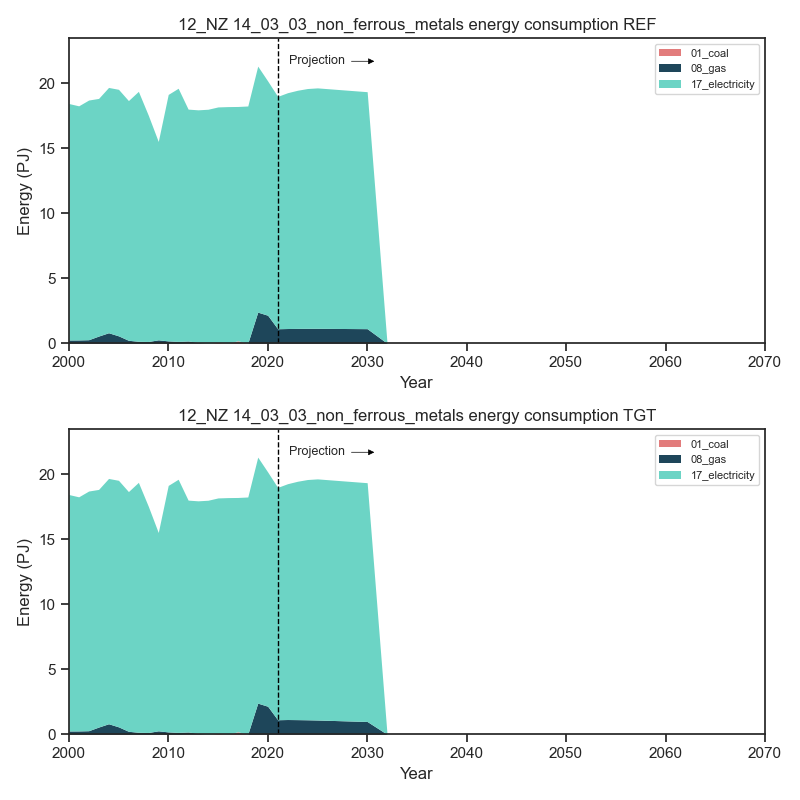 12_NZ 14_03_03_non_ferrous_metals energy consumption REF
Projection
01_coal
08_gas
17_electricity
Energy (PJ)
20
15
10
5
0
2000 2010 2020 2030 2040 2050 2060 2070
Year
12_NZ 14_03_03_non_ferrous_metals energy consumption TGT
Projection
01_coal
08_gas
17_electricity
Energy (PJ)
20
15
10
5
0
2000 2010 2020 2030 2040 2050 2060 2070
Year